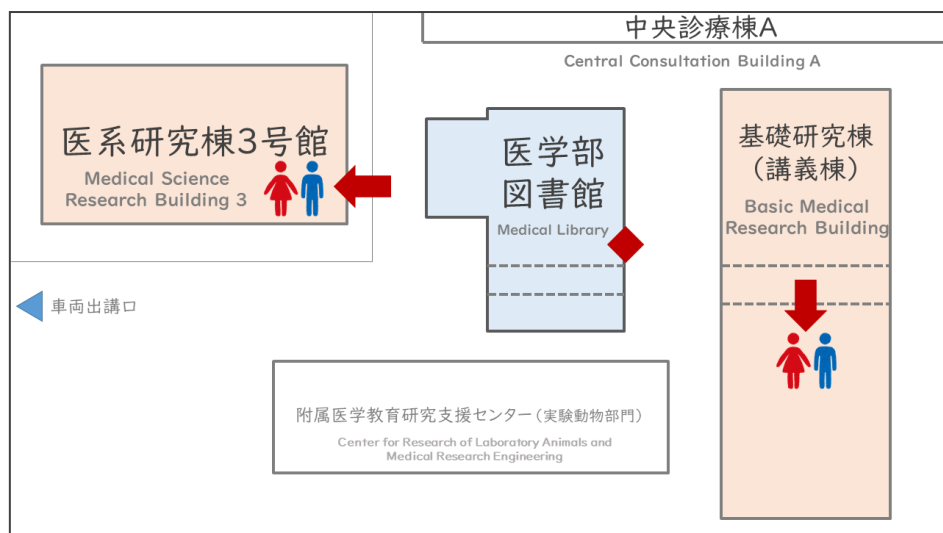 中央診療棟A
Central Consultation Building A
医系研究棟3号館
Medical Science
Research Building 3
医学部
図書館
Medical Library
基礎研究棟
(講義棟)
Basic Medical
Research Building
車両出講口
附属医学教育研究支援センター(実験動物部門)
Center for Research of Laboratory Animals and
Medical Research Engineering